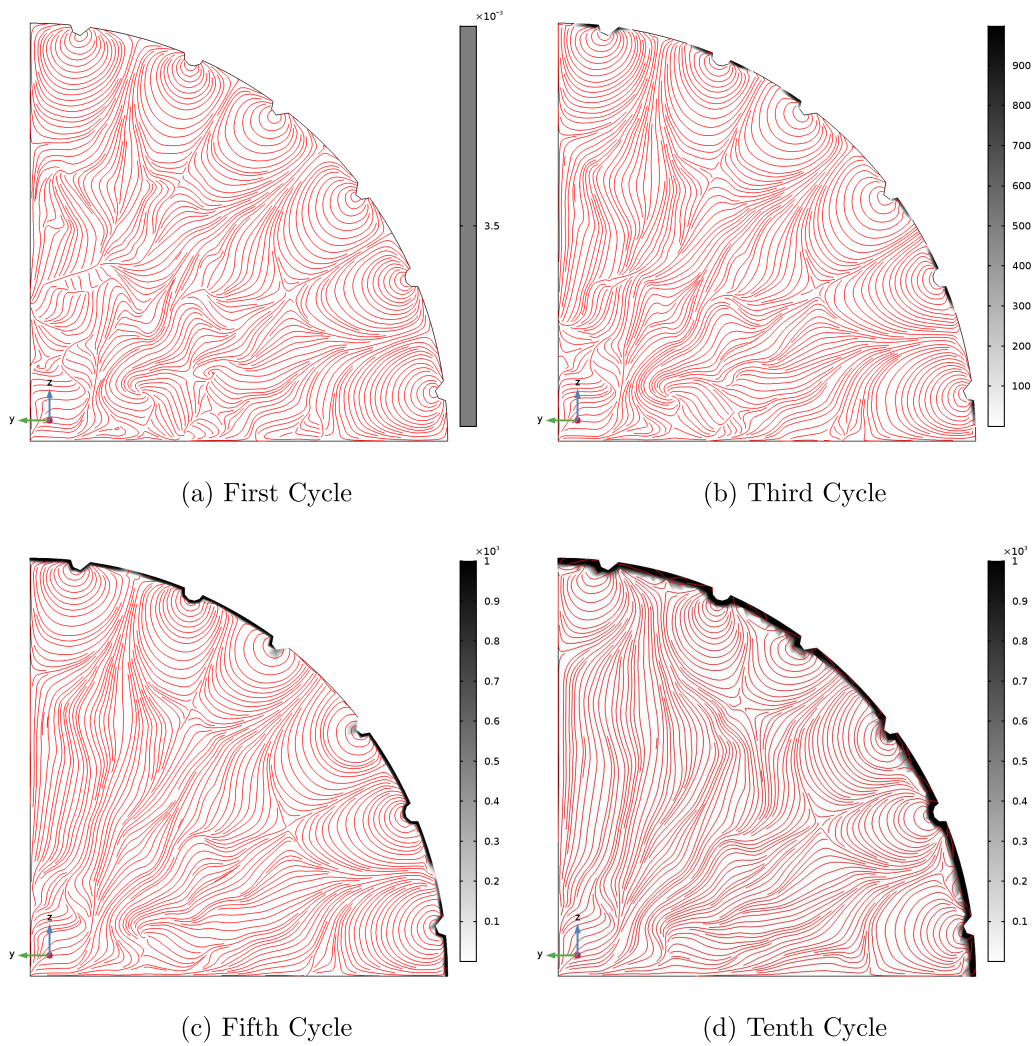 ×10⁻³
3.5
z
y
(a) First Cycle
900
800
700
600
500
400
300
200
100
z
y
(b) Third Cycle
×10³
1
0.9
0.8
0.7
0.6
0.5
0.4
0.3
0.2
0.1
z
y
(c) Fifth Cycle
×10³
1
0.9
0.8
0.7
0.6
0.5
0.4
0.3
0.2
0.1
z
y
(d) Tenth Cycle